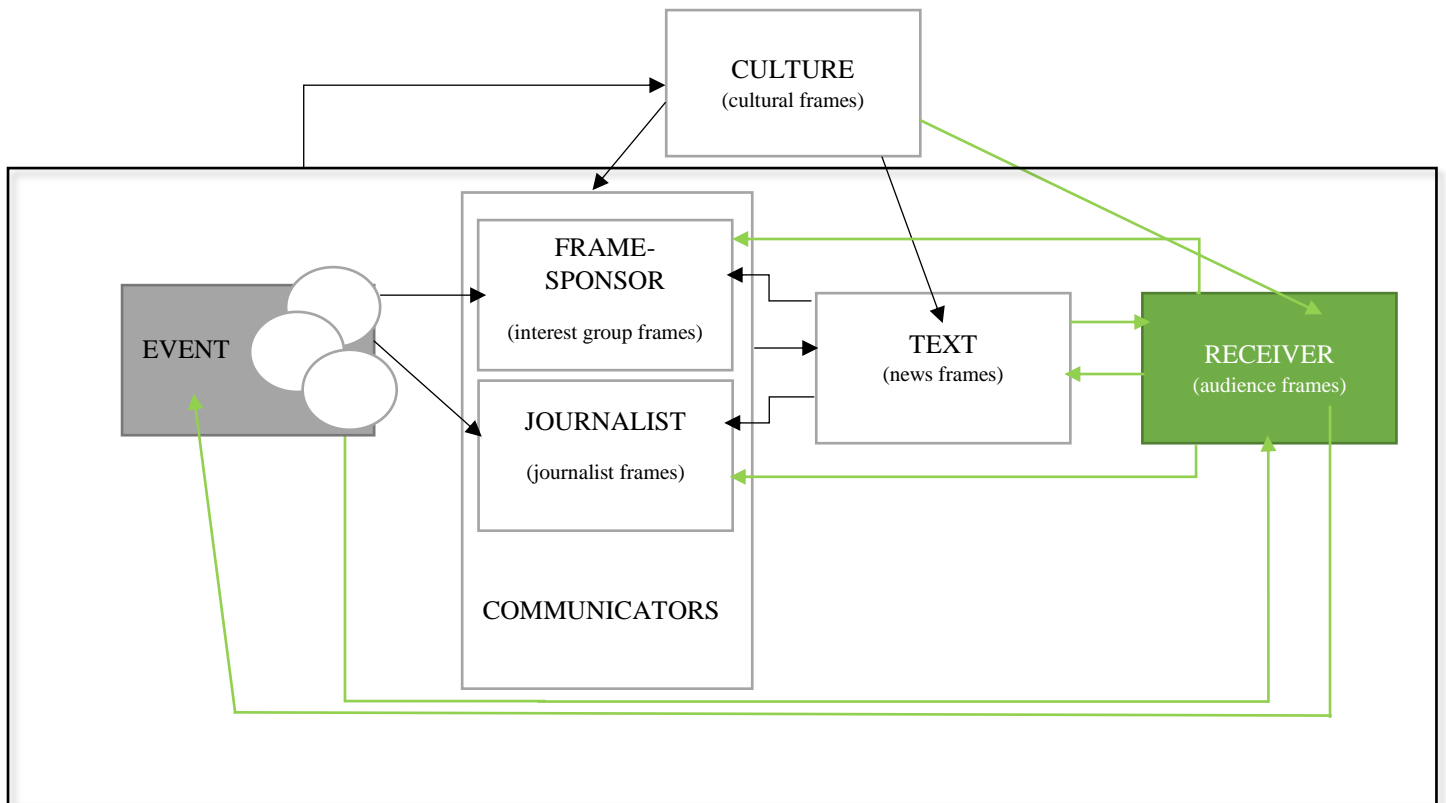 CULTURE
(cultural frames)
FRAME-
SPONSOR
(interest group frames)
EVENT
TEXT
(news frames)
RECEIVER
(audience frames)
JOURNALIST
(journalist frames)
COMMUNICATORS